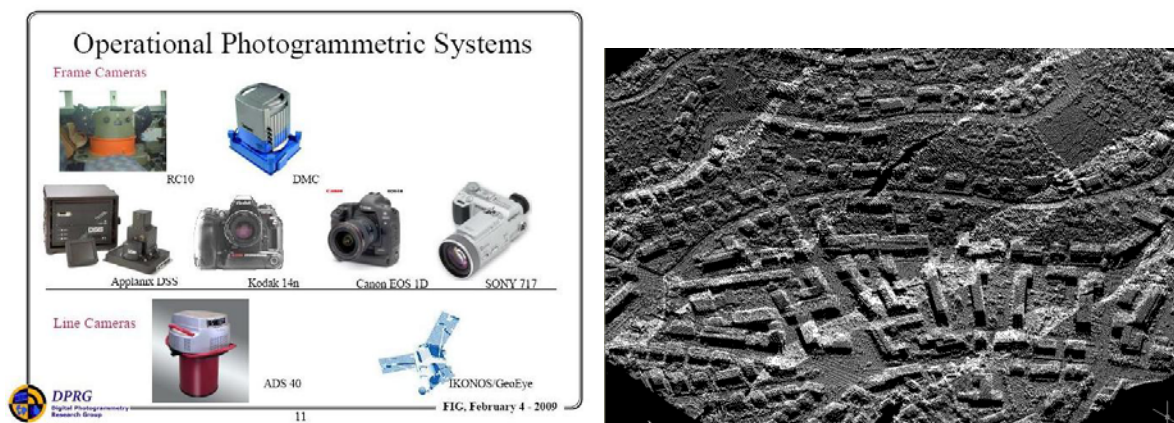 Operational Photogrammetric Systems
Frame Cameras
RC10
DMC
Applanix DSS
Kodak 14n
Canon EOS 1D
SONY 717
Line Cameras
ADS 40
IKONOS/GeoEye
DPRG
Digital Photogrammetry
Research Group
11
FIG, February 4 - 2009